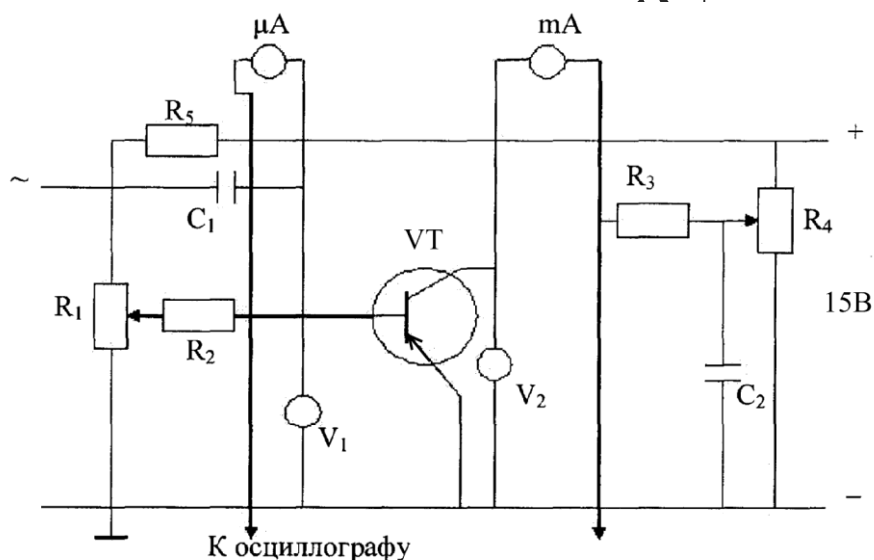 μA
mA
R₅
+
~
C₁
R₃
R₄
VT
R₁
R₂
15В
V₂
C₂
V₁
−
К осциллографу